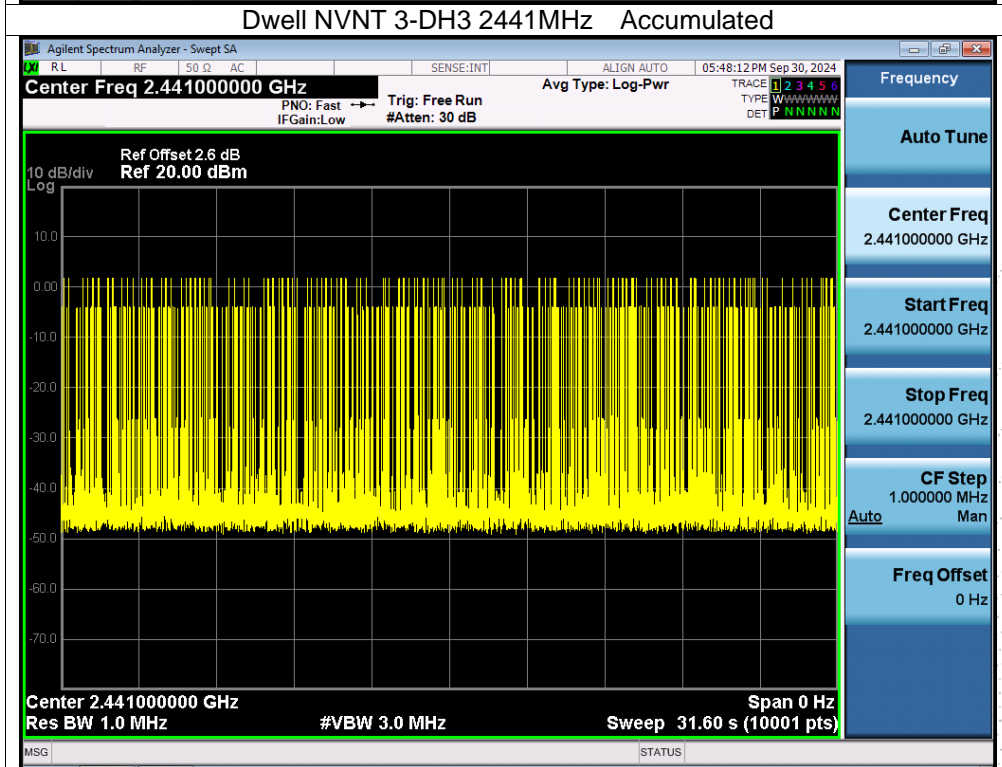 Dwell NVNT 3-DH3 2441MHz Accumulated
Agilent Spectrum Analyzer - Swept SA
LXI RL RF 50 Ω AC SENSE:INT ALIGN AUTO 05:48:12 PM Sep 30, 2024
Center Freq 2.441000000 GHz
PNO: Fast
IFGain:Low
Trig: Free Run
#Atten: 30 dB
Avg Type: Log-Pwr
TRACE 1 2 3 4 5 6
TYPE WWWWWW
DET P N N N N N
Frequency
Auto Tune
Center Freq
2.441000000 GHz
Start Freq
2.441000000 GHz
Stop Freq
2.441000000 GHz
CF Step
1.000000 MHz
Auto Man
Freq Offset
0 Hz
Ref Offset 2.6 dB
10 dB/div Ref 20.00 dBm
Log
10.0
0.00
-10.0
-20.0
-30.0
-40.0
-50.0
-60.0
-70.0
Center 2.441000000 GHz Span 0 Hz
Res BW 1.0 MHz #VBW 3.0 MHz Sweep 31.60 s (10001 pts)
MSG STATUS